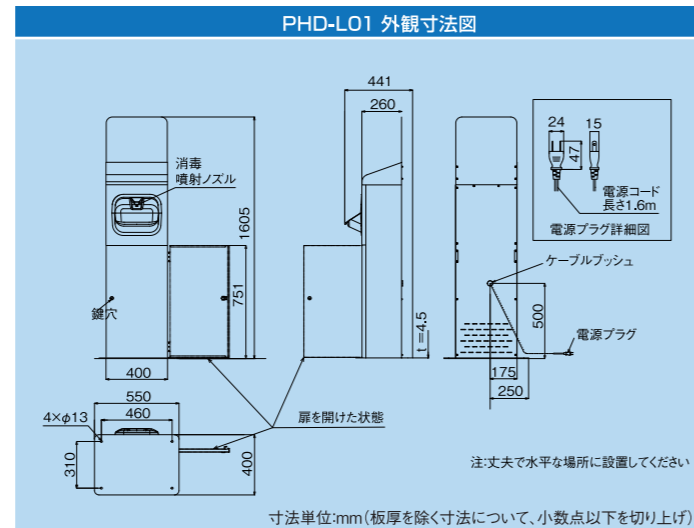 PHD-L01 外観寸法図
441
260
24
15
47
電源コード
長さ1.6m
電源プラグ詳細図
消毒
噴射ノズル
1605
751
鍵穴
400
t=4.5
ケーブルブッシュ
500
電源プラグ
175
250
550
460
4×φ13
310
400
扉を開けた状態
注:丈夫で水平な場所に設置してください
寸法単位:mm(板厚を除く寸法について、小数点以下を切り上げ)